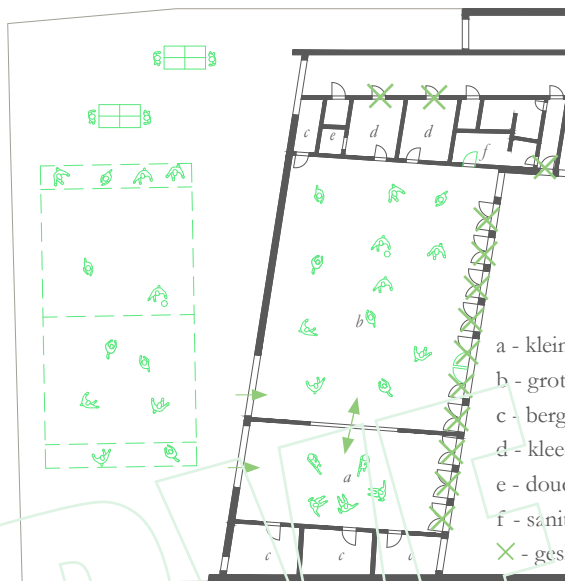 c
e
d
d
f
b
a - klein
b - grot
c - berg
d - klee
e - douc
f - sanit
× - ges
a
c
c
c